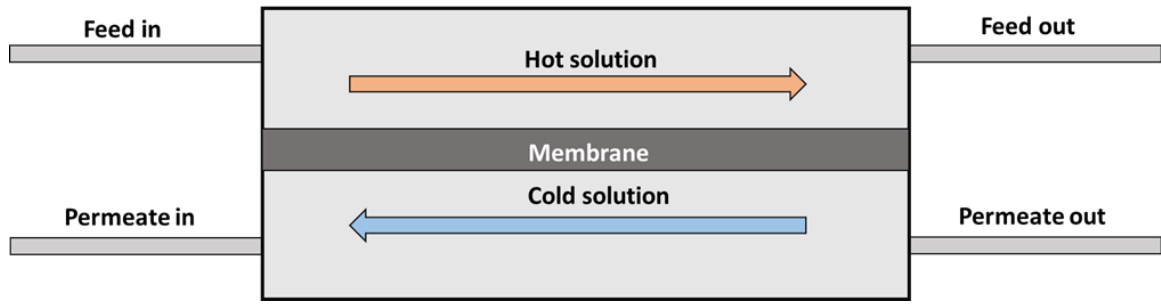 Feed in
Feed out
Hot solution
Membrane
Cold solution
Permeate in
Permeate out